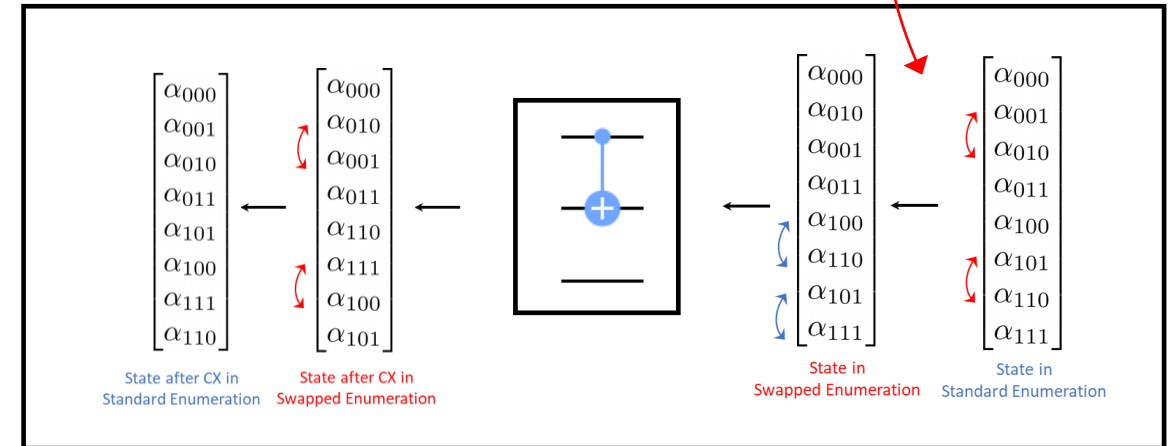 α000
α001
α010
α011
α101
α100
α111
α110
State after CX in
Standard Enumeration
α000
α010
α001
α011
α110
α111
α100
α101
State after CX in
Swapped Enumeration
α000
α010
α001
α011
α100
α110
α101
α111
State in
Swapped Enumeration
α000
α001
α010
α011
α100
α101
α110
α111
State in
Standard Enumeration